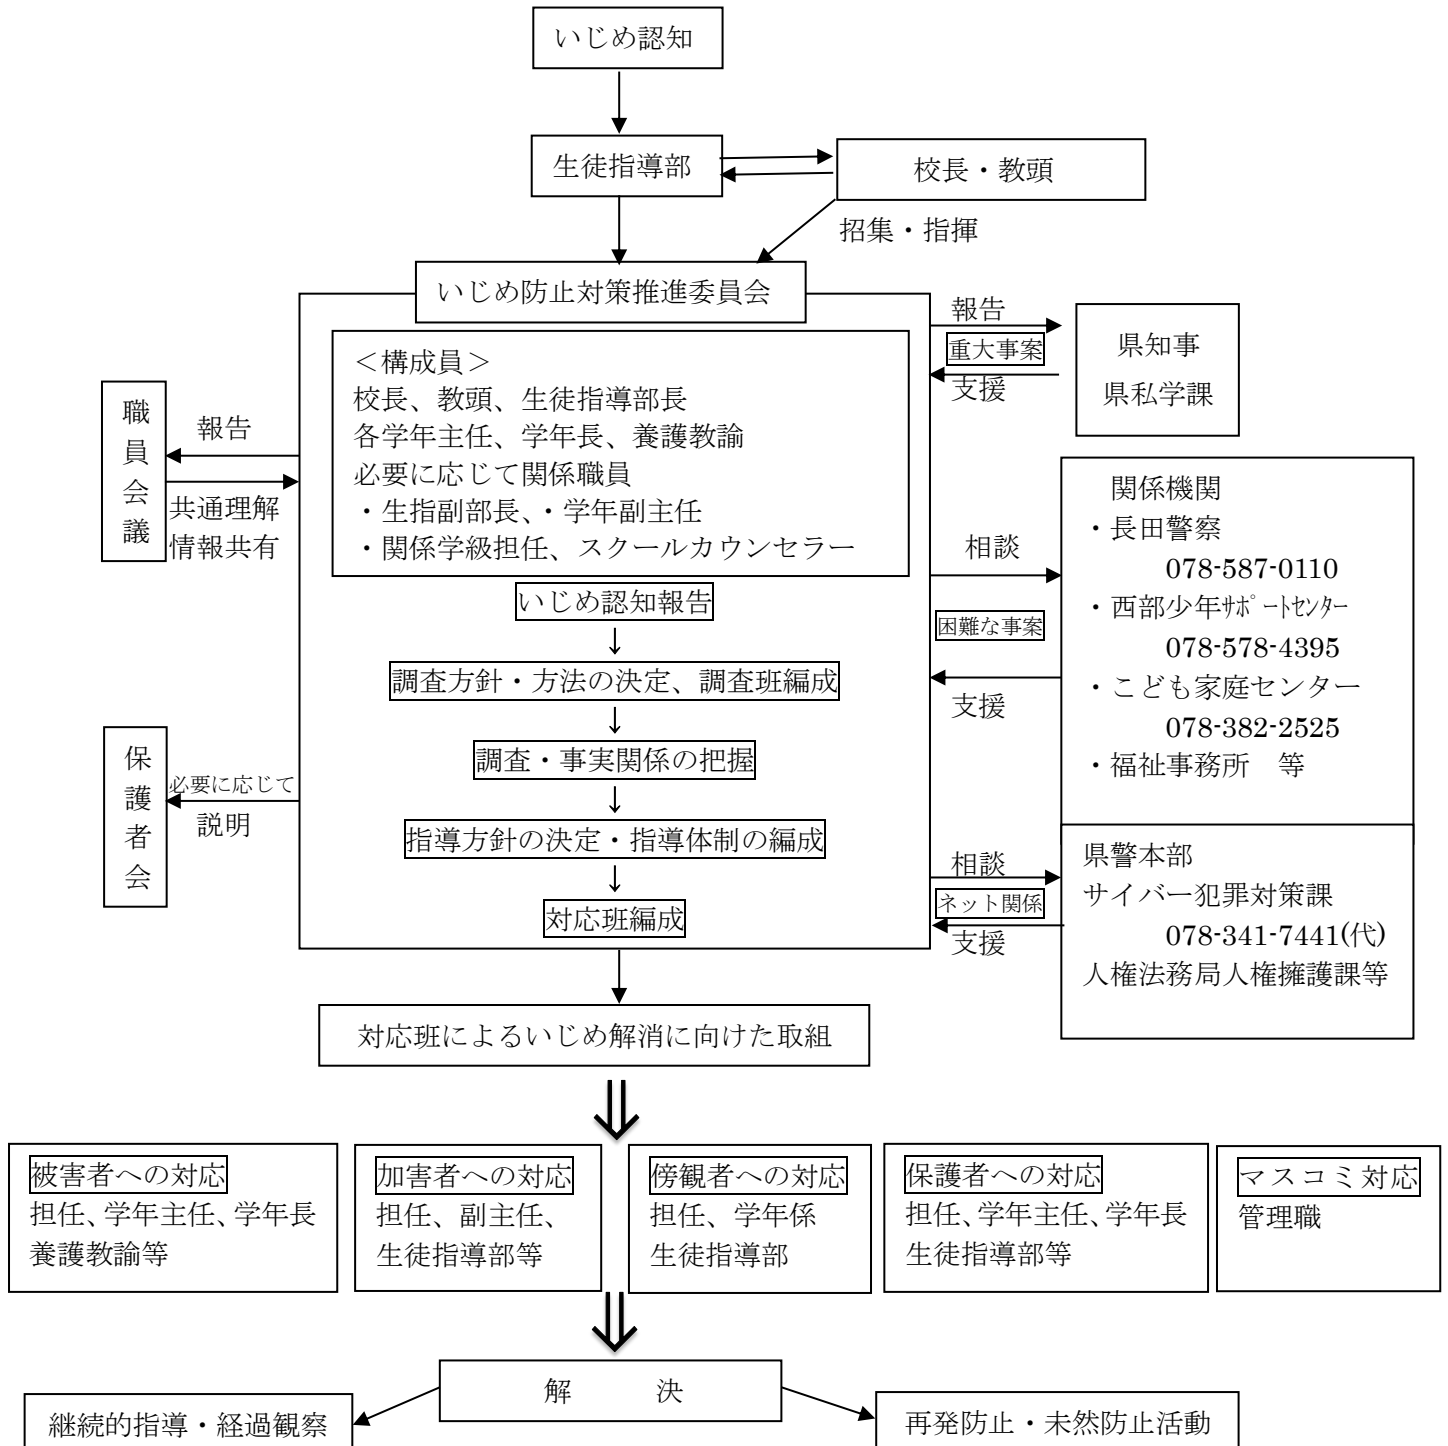 いじめ認知
生徒指導部
校長・教頭
招集・指揮
いじめ防止対策推進委員会
＜構成員＞
校長、教頭、生徒指導部長
各学年主任、学年長、養護教諭
必要に応じて関係職員
・生指副部長、・学年副主任
・関係学級担任、スクールカウンセラー
いじめ認知報告
↓
調査方針・方法の決定、調査班編成
↓
調査・事実関係の把握
↓
指導方針の決定・指導体制の編成
↓
対応班編成
職員会議
報告
共通理解
情報共有
保護者会
必要に応じて
説明
報告
重大事案
支援
県知事
県私学課
相談
困難な事案
支援
関係機関
・長田警察
078-587-0110
・西部少年ｻﾎﾟｰﾄｾﾝﾀｰ
078-578-4395
・こども家庭センター
078-382-2525
・福祉事務所　等
相談
ネット関係
支援
県警本部
サイバー犯罪対策課
078-341-7441(代)
人権法務局人権擁護課等
対応班によるいじめ解消に向けた取組
被害者への対応
担任、学年主任、学年長
養護教諭等
加害者への対応
担任、副主任、
生徒指導部等
傍観者への対応
担任、学年係
生徒指導部
保護者への対応
担任、学年主任、学年長
生徒指導部等
マスコミ対応
管理職
解　　　決
継続的指導・経過観察
再発防止・未然防止活動